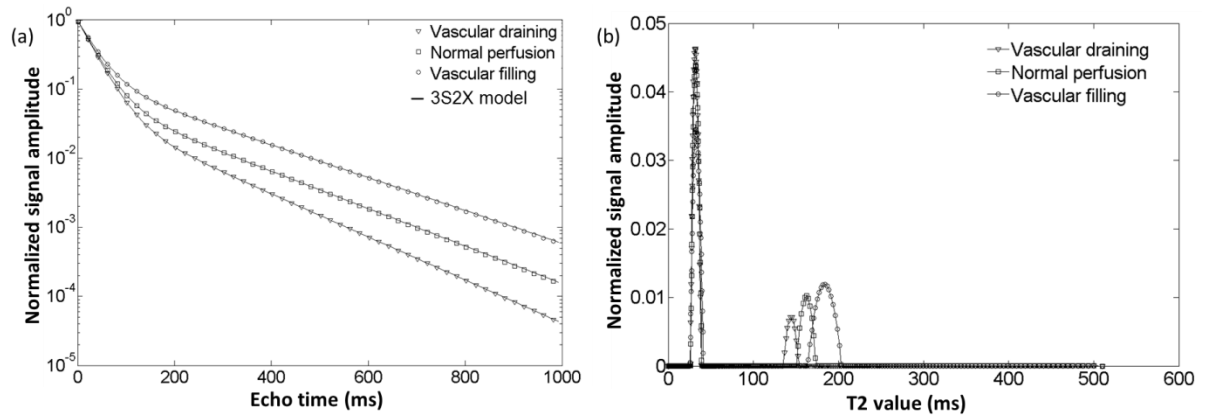 (a)
Normalized signal amplitude
10^0
10^-1
10^-2
10^-3
10^-4
10^-5
0 200 400 600 800 1000
Echo time (ms)
Vascular draining
Normal perfusion
Vascular filling
3S2X model
(b)
Normalized signal amplitude
0.05
0.04
0.03
0.02
0.01
0
0 100 200 300 400 500 600
T2 value (ms)
Vascular draining
Normal perfusion
Vascular filling